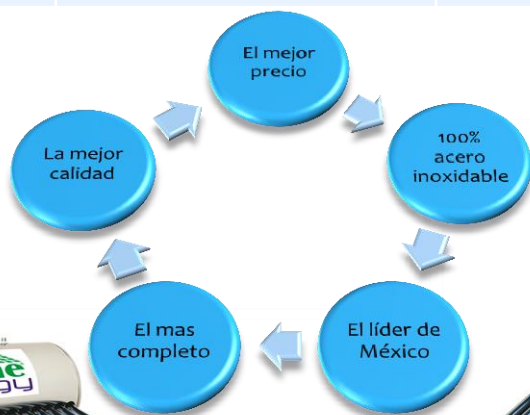 El mejor
precio
100%
acero
inoxidable
El líder de
México
El mas
completo
La mejor
calidad